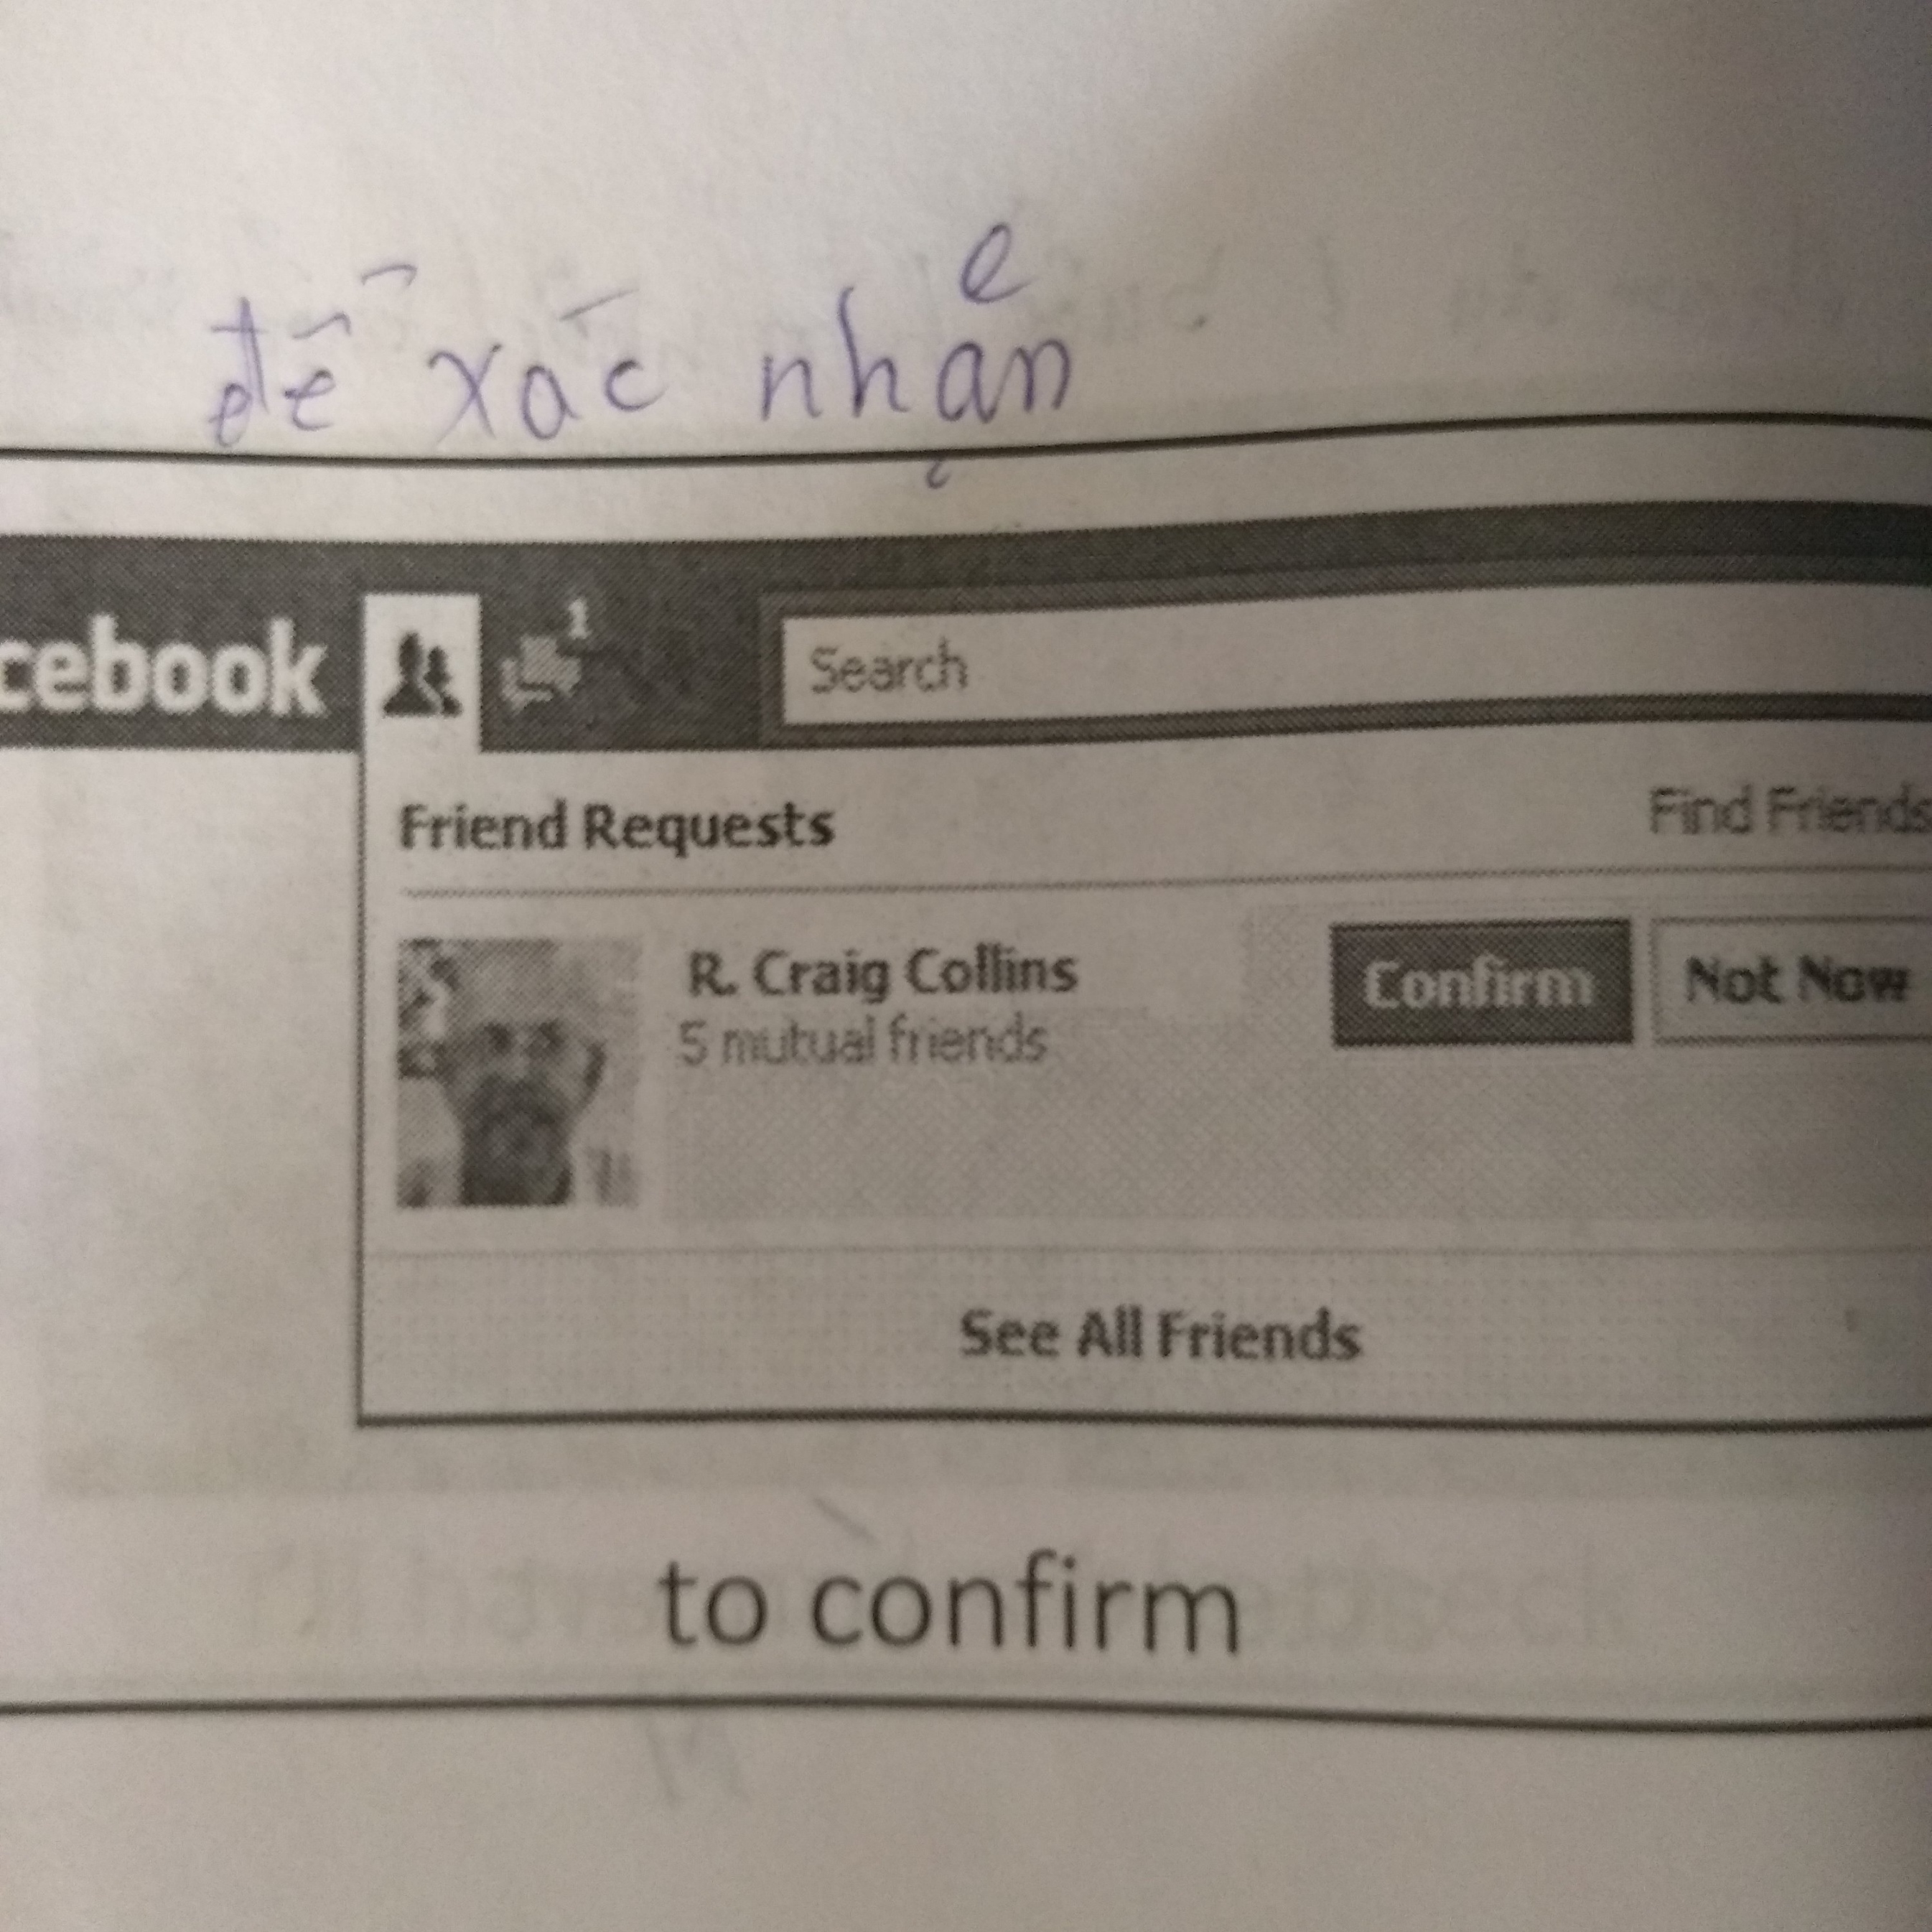 để xác nhận
cebook
1
Search
Friend Requests
Find Friends
R. Craig Collins
Confirm
Not Now
5 mutual friends
See All Friends
to confirm